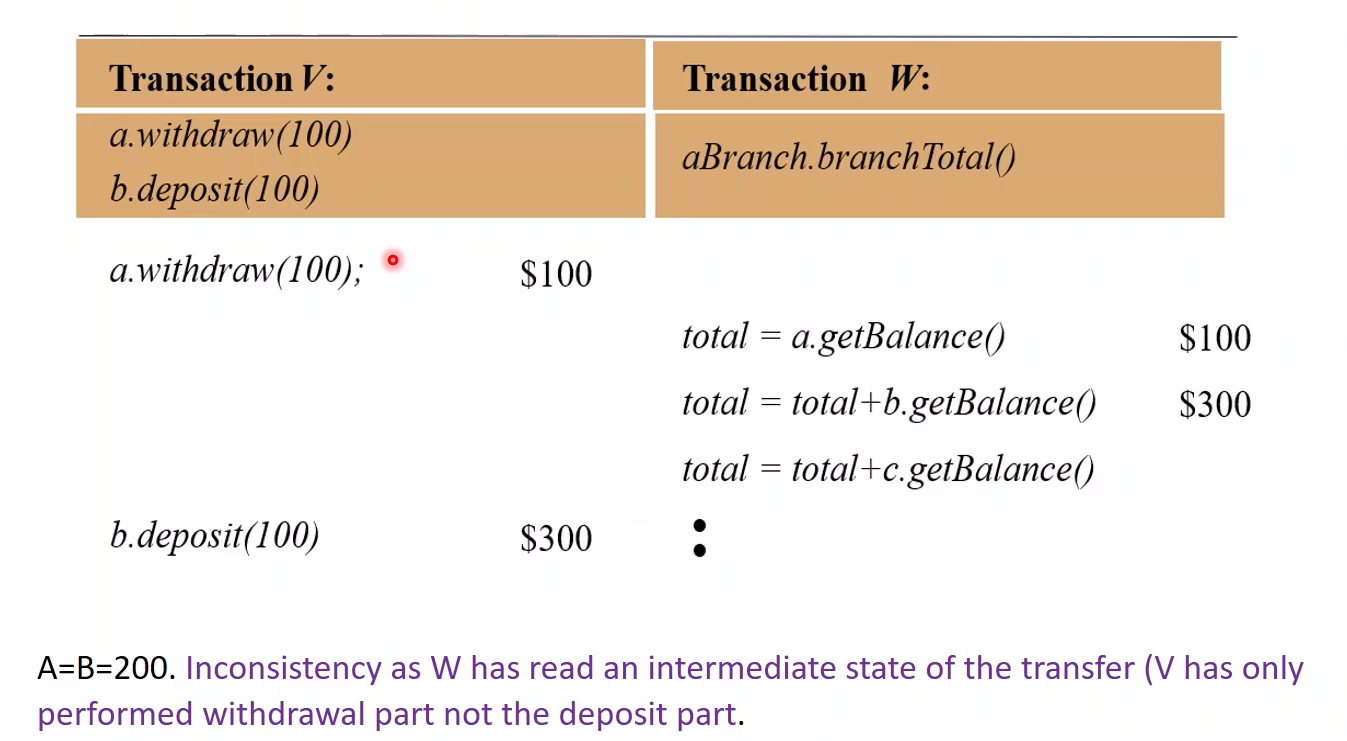 Transaction V: Transaction W:
a.withdraw(100)
b.deposit(100)
aBranch.branchTotal()
a.withdraw(100); $100
total = a.getBalance() $100
total = total+b.getBalance() $300
total = total+c.getBalance()
b.deposit(100) $300
A=B=200. Inconsistency as W has read an intermediate state of the transfer (V has only
performed withdrawal part not the deposit part.